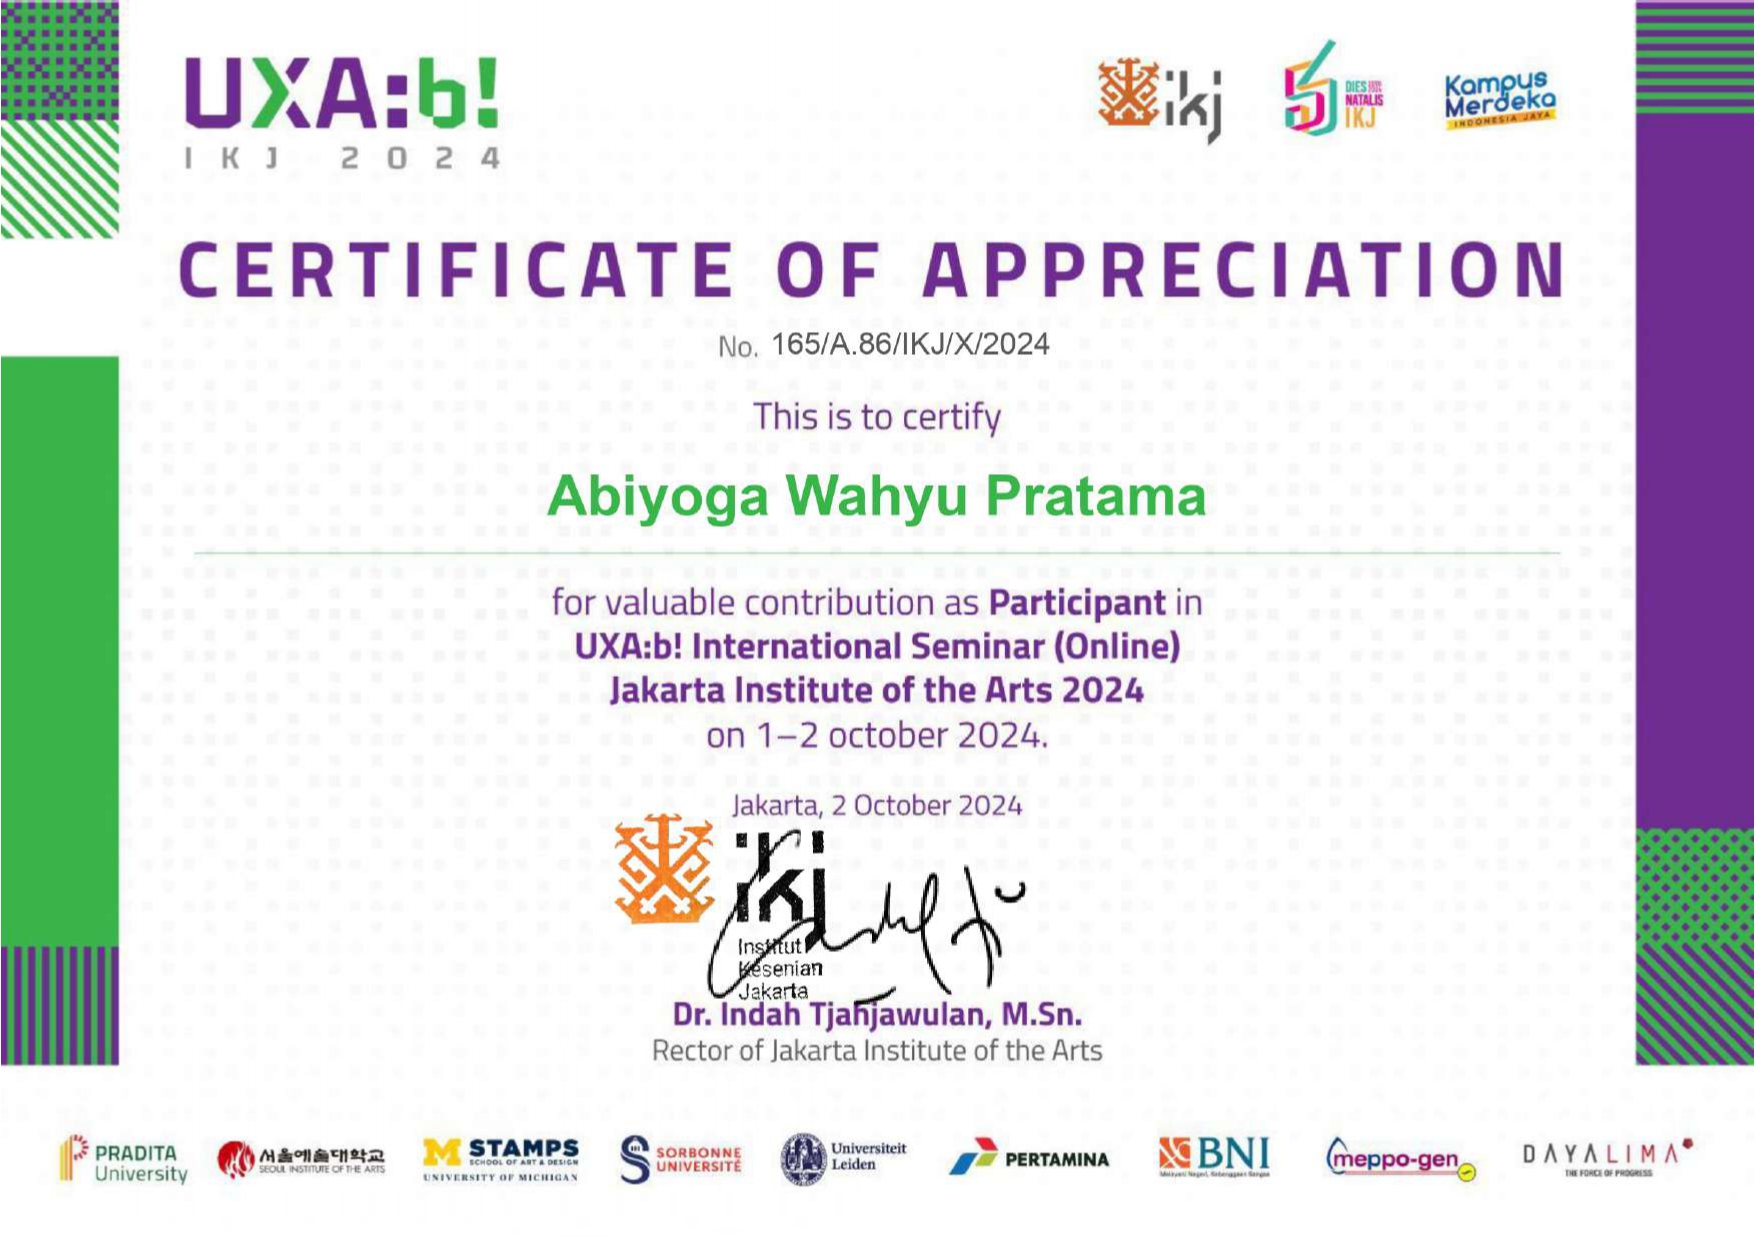 UXA:b!
IKJ 2024
ikj
DIES
NATALIS
IKJ
Kampus
Merdeka
INDONESIA JAYA
CERTIFICATE OF APPRECIATION
No. 165/A.86/IKJ/X/2024
This is to certify
Abiyoga Wahyu Pratama
for valuable contribution as Participant in
UXA:b! International Seminar (Online)
Jakarta Institute of the Arts 2024
on 1–2 october 2024.
Jakarta, 2 October 2024
ikj
Institut
Kesenian
Jakarta
Dr. Indah Tjahjawulan, M.Sn.
Rector of Jakarta Institute of the Arts
PRADITA
University
서울예술대학교
SEOUL INSTITUTE OF THE ARTS
M STAMPS
SCHOOL OF ART & DESIGN
UNIVERSITY OF MICHIGAN
SORBONNE
UNIVERSITÉ
Universiteit
Leiden
PERTAMINA
BNI
Melayani Negeri, Kebanggaan Bangsa
meppo-gen
DAYALIMA
THE FORCE OF PROGRESS